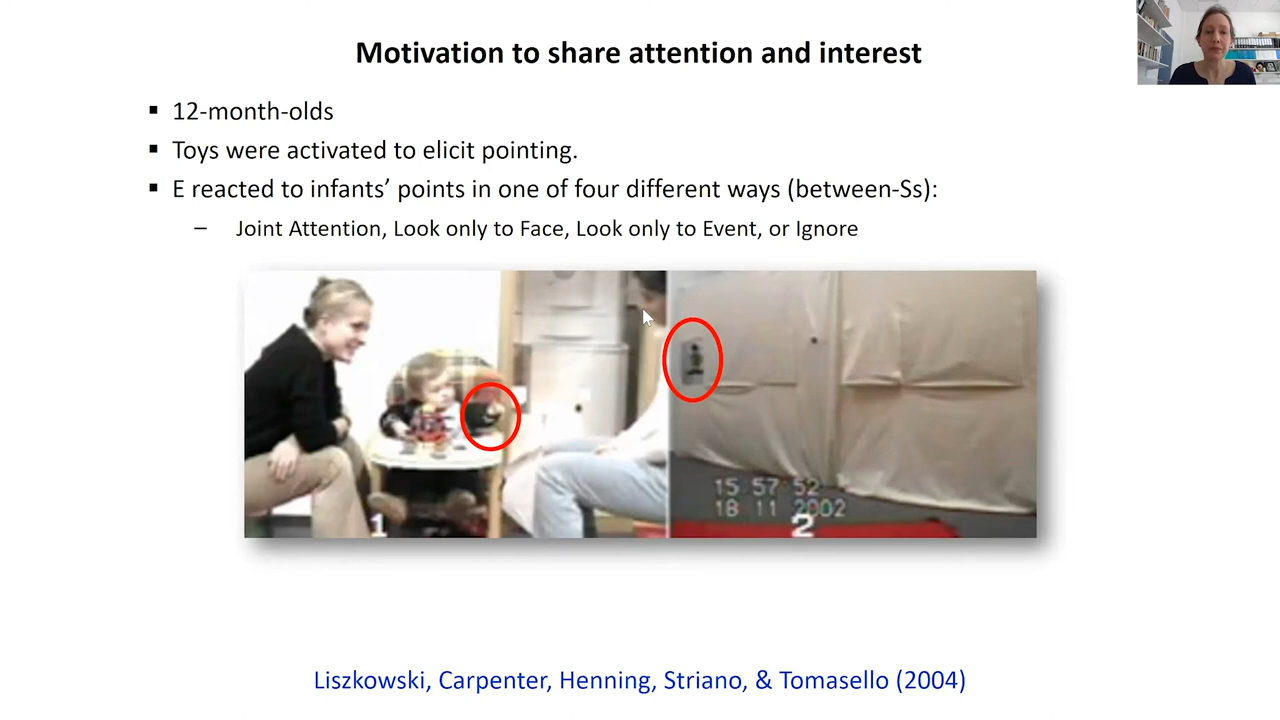 Motivation to share attention and interest
▪ 12-month-olds
▪ Toys were activated to elicit pointing.
▪ E reacted to infants’ points in one of four different ways (between-Ss):
– Joint Attention, Look only to Face, Look only to Event, or Ignore
15 57 52
18 11 2002
1
2
Liszkowski, Carpenter, Henning, Striano, & Tomasello (2004)